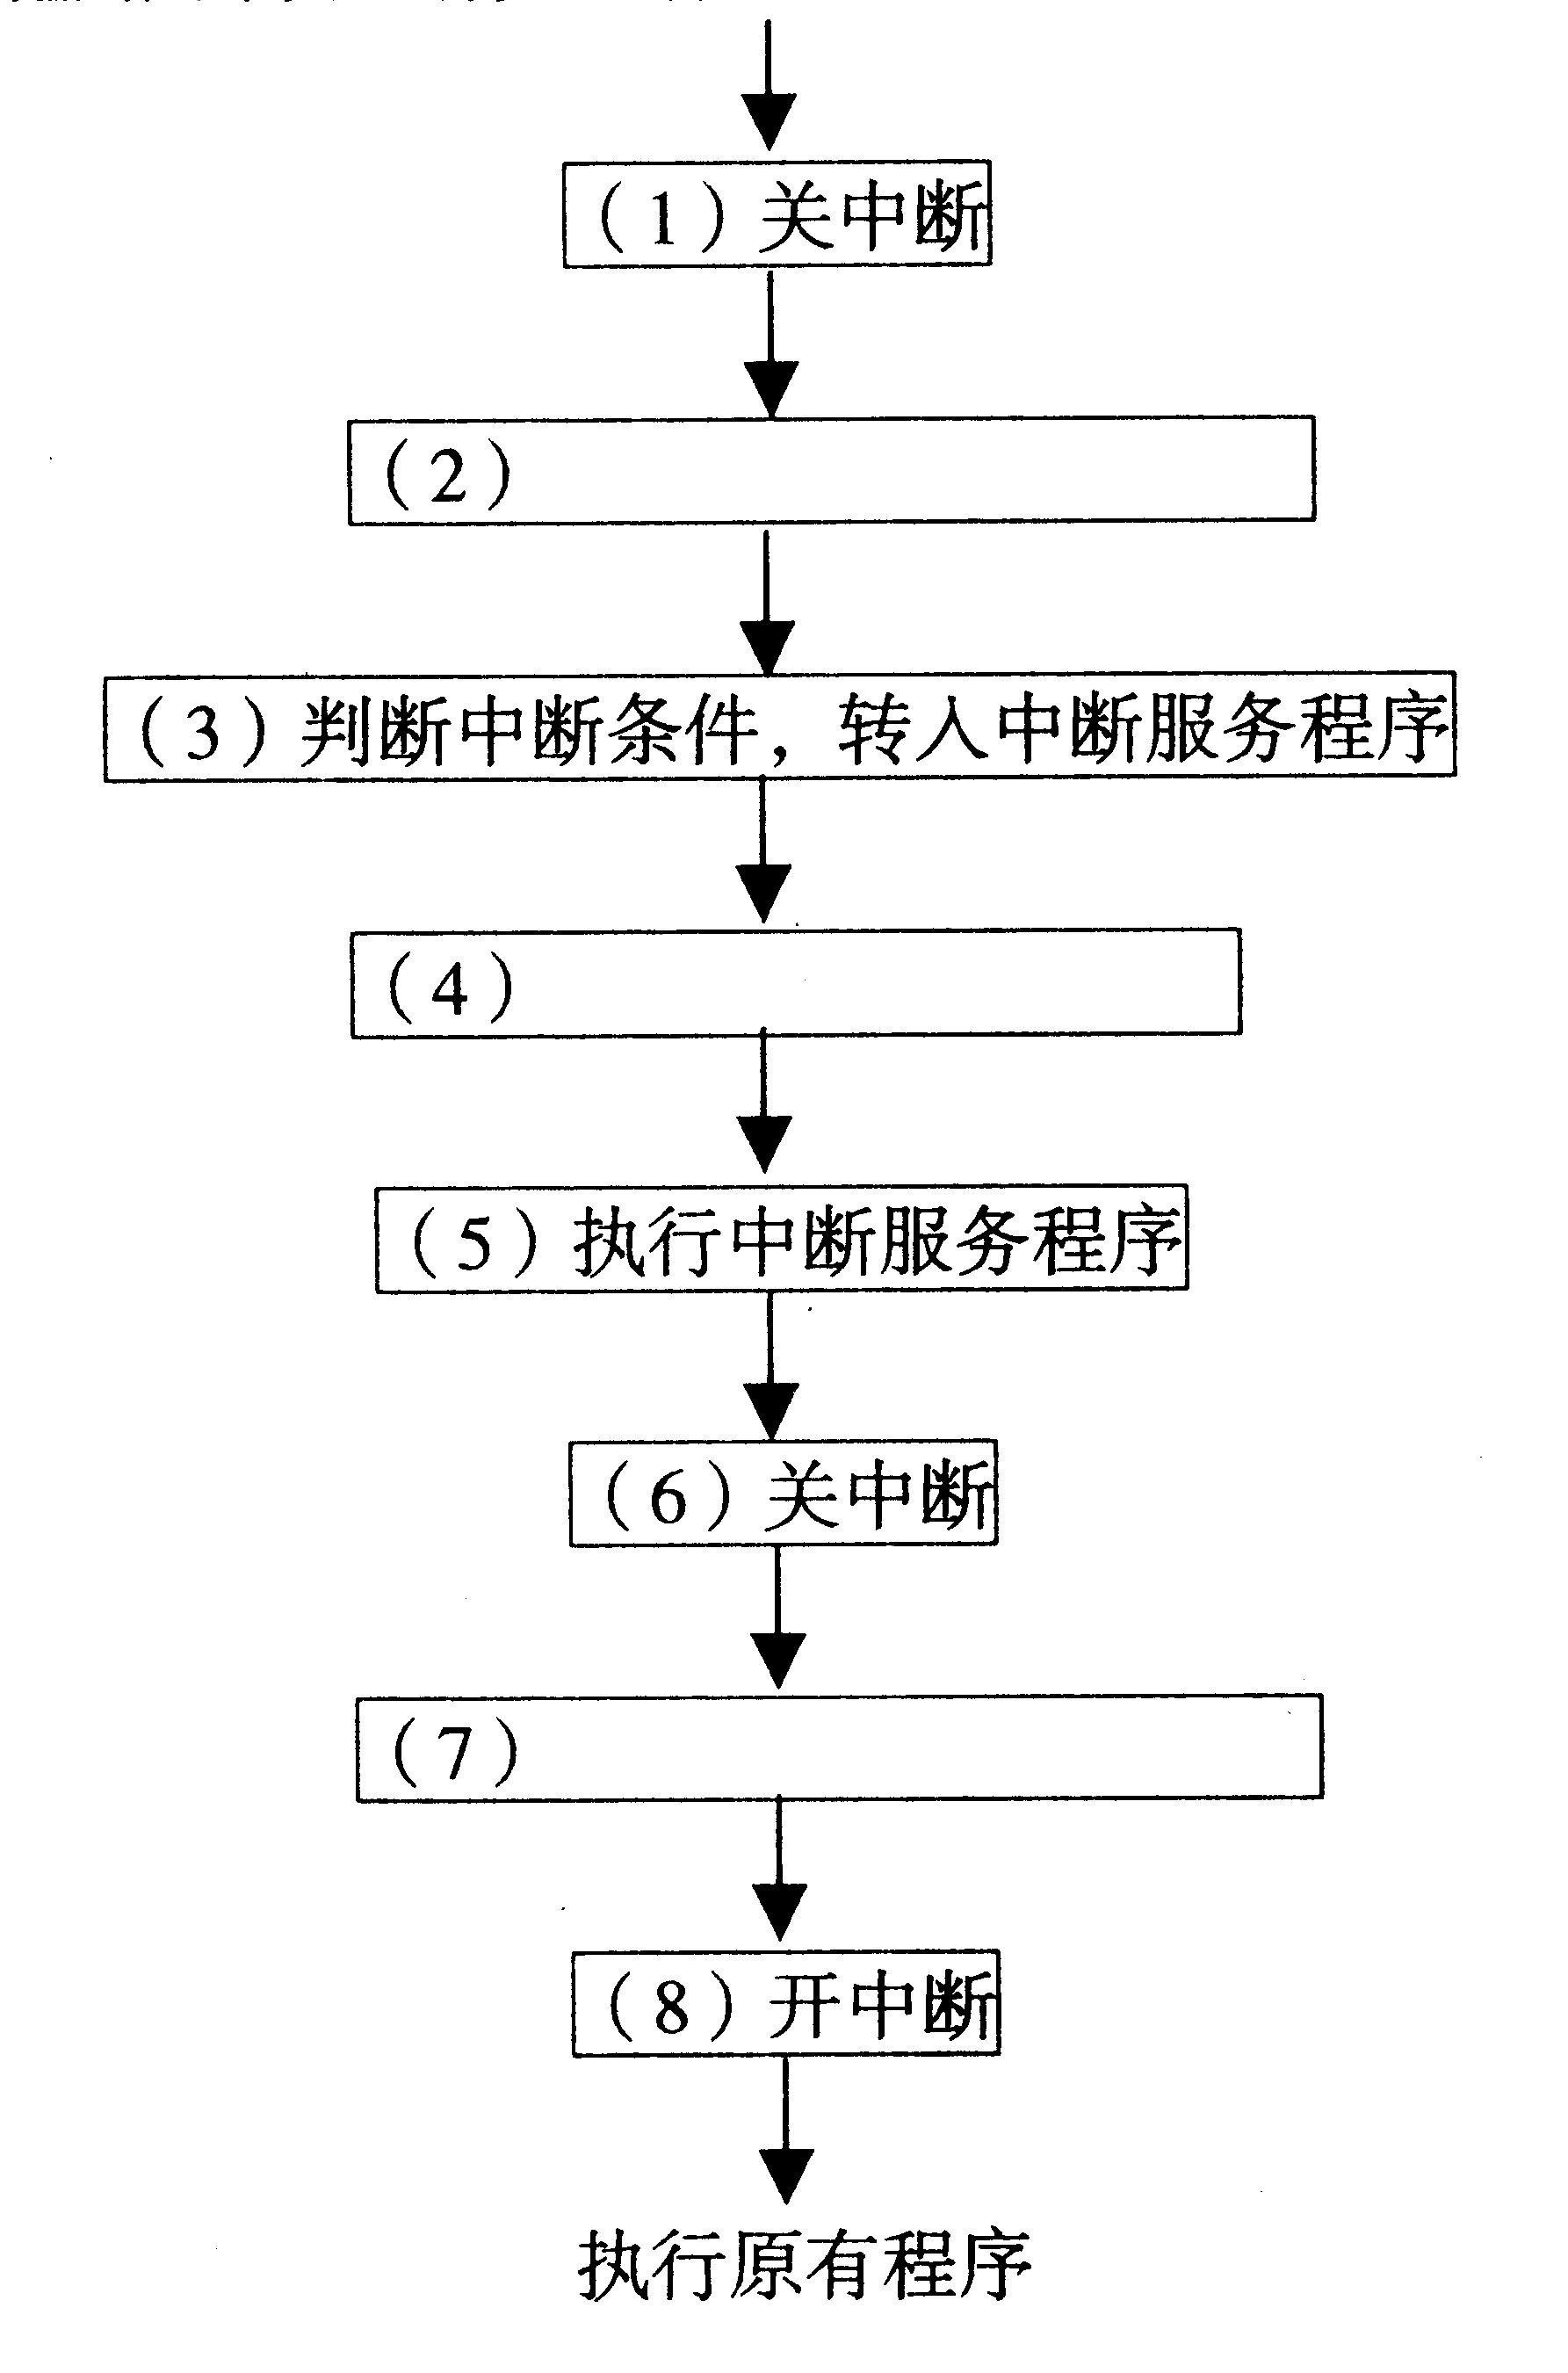 （1）关中断
（2）
（3）判断中断条件，转入中断服务程序
（4）
（5）执行中断服务程序
（6）关中断
（7）
（8）开中断
执行原有程序